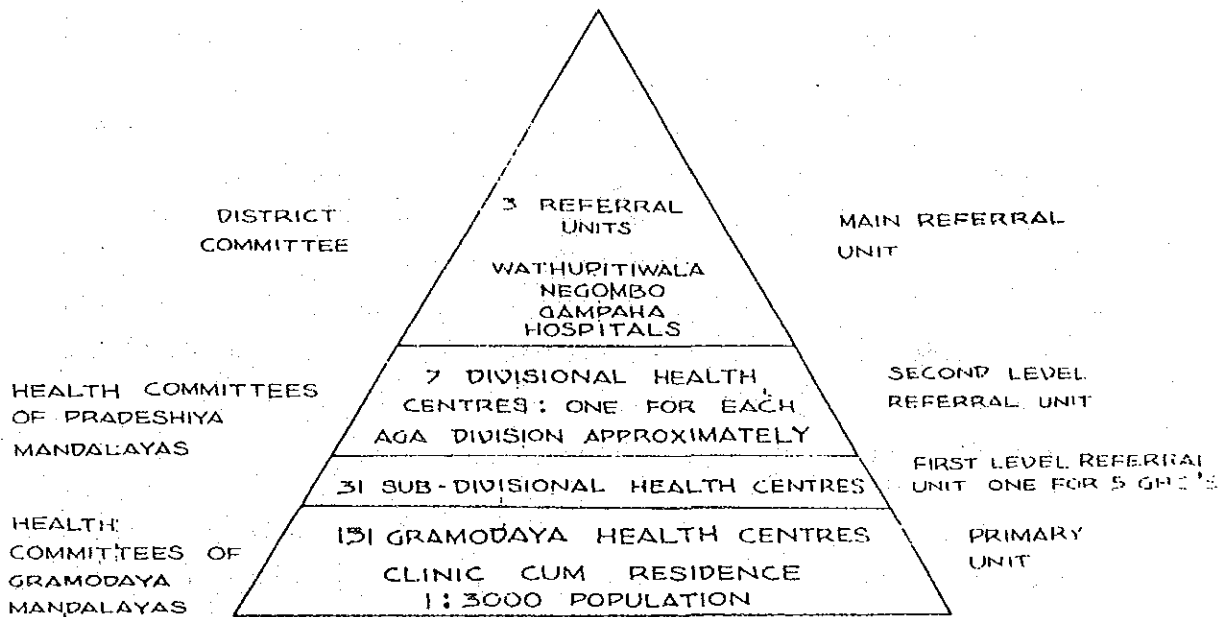 DISTRICT
COMMITTEE
3 REFERRAL
UNITS
WATHUPITIWALA
NEGOMBO
GAMPAHA
HOSPITALS
MAIN REFERRAL
UNIT
HEALTH COMMITTEES
OF PRADESHIYA
MANDALAYAS
7 DIVISIONAL HEALTH
CENTRES: ONE FOR EACH
AGA DIVISION APPROXIMATELY
SECOND LEVEL
REFERRAL UNIT
31 SUB-DIVISIONAL HEALTH CENTRES
FIRST LEVEL REFERRAL
UNIT ONE FOR 5 GHC'S
HEALTH
COMMITTEES OF
GRAMODAYA
MANDALAYAS
151 GRAMODAYA HEALTH CENTRES
CLINIC CUM RESIDENCE
1:3000 POPULATION
PRIMARY
UNIT